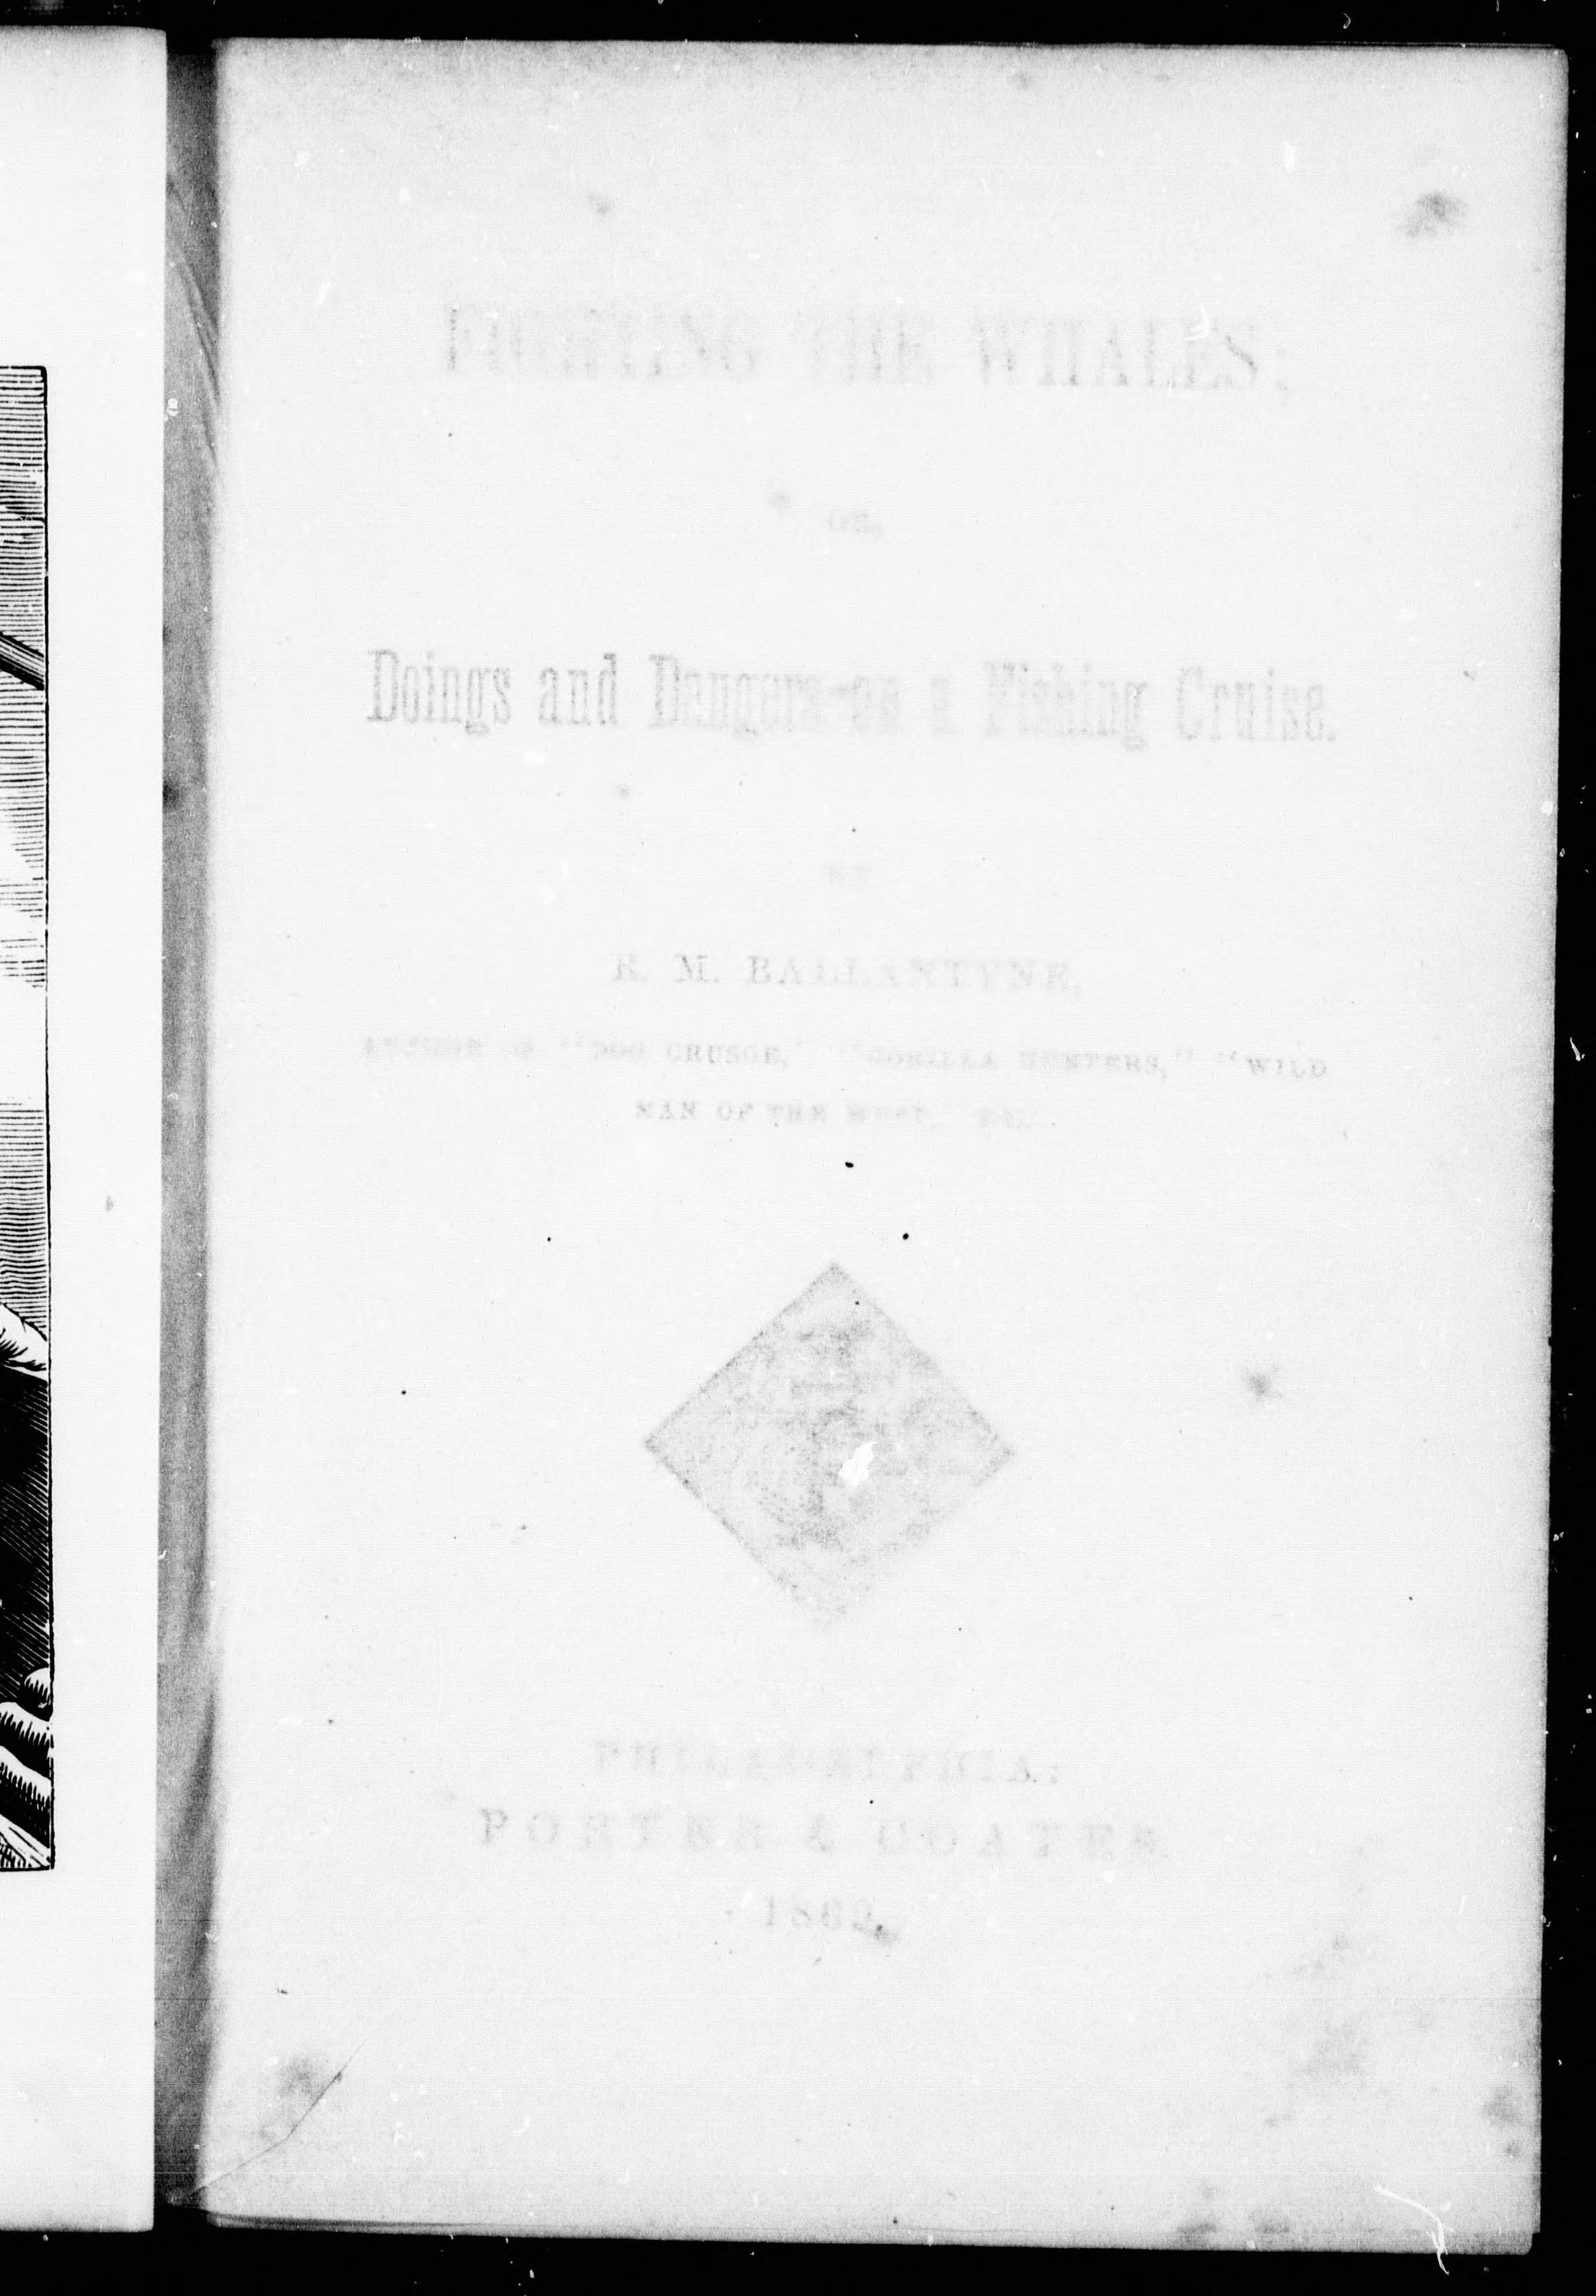 FIGHTING THE WHALES;
OR,
Doings and Dangers on a Fishing Cruise.
BY
R. M. BALLANTYNE,
AUTHOR OF "DOG CRUSOE," "GORILLA HUNTERS," "WILD
MAN OF THE WEST," ETC.
PHILADELPHIA:
PORTER & COATES.